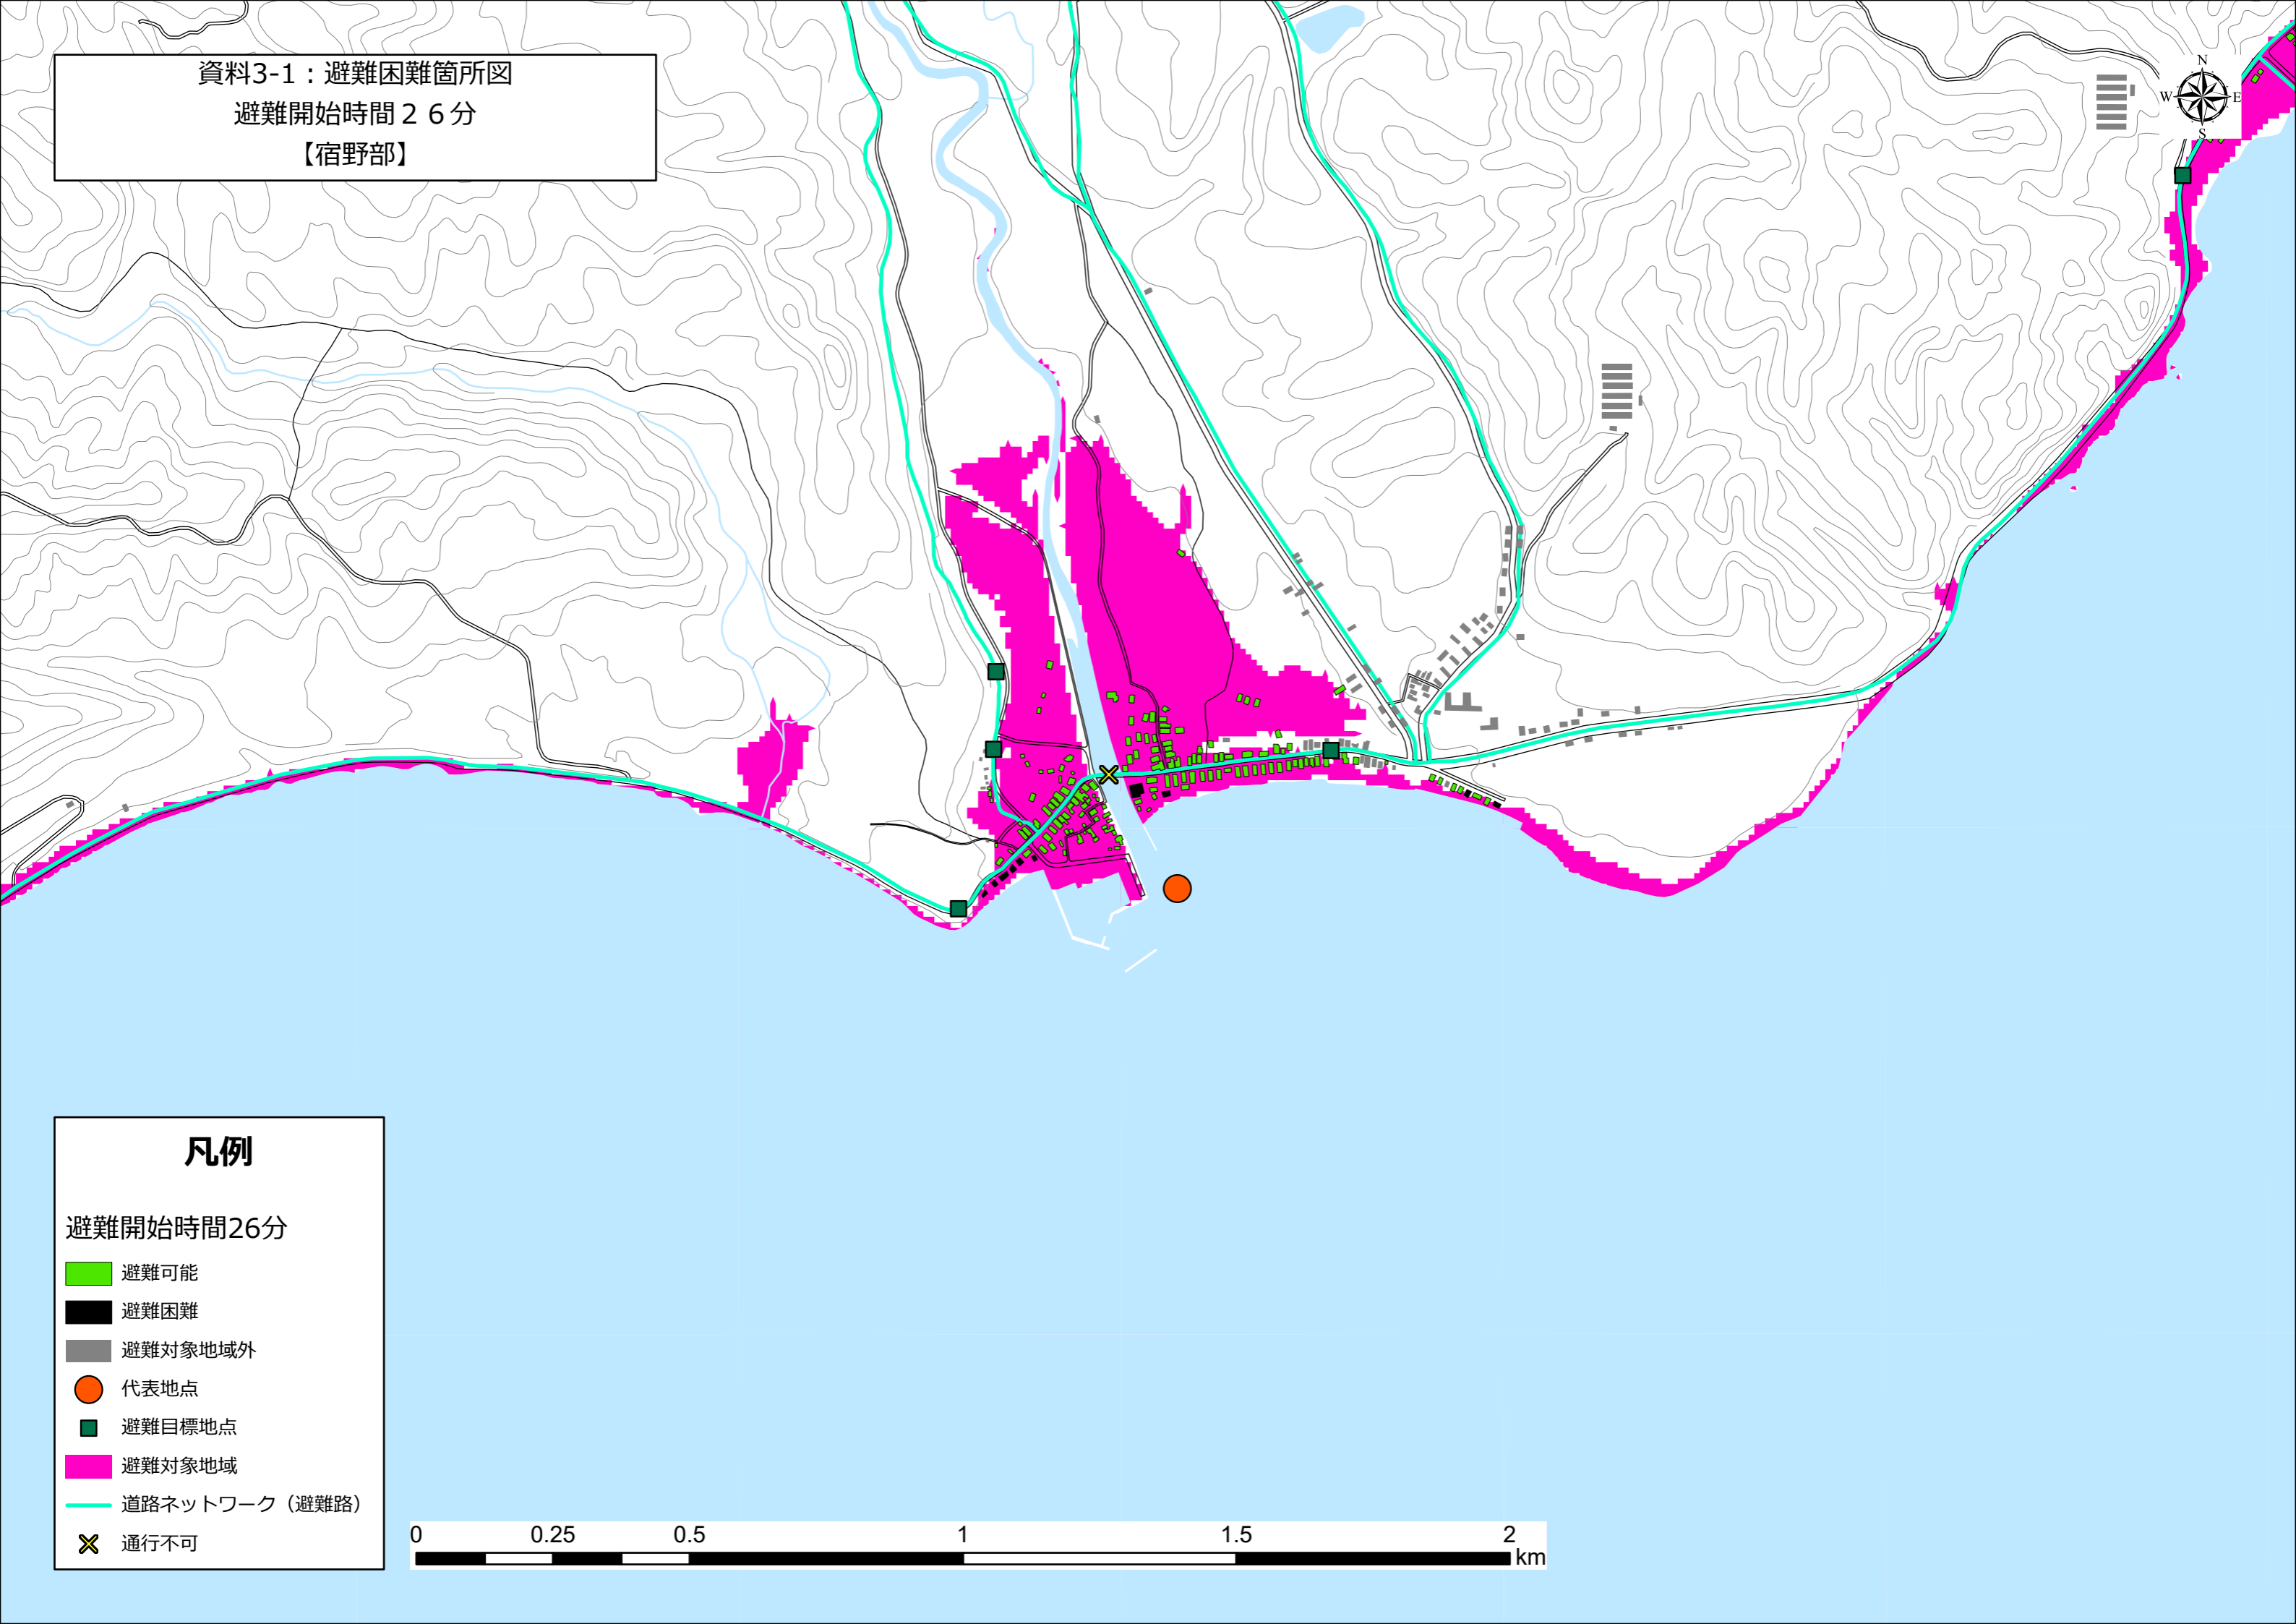 資料3-1：避難困難箇所図
避難開始時間２６分
【宿野部】
N
W E
S
凡例
避難開始時間26分
避難可能
避難困難
避難対象地域外
代表地点
避難目標地点
避難対象地域
道路ネットワーク（避難路）
通行不可
0 0.25 0.5 1 1.5 2
km